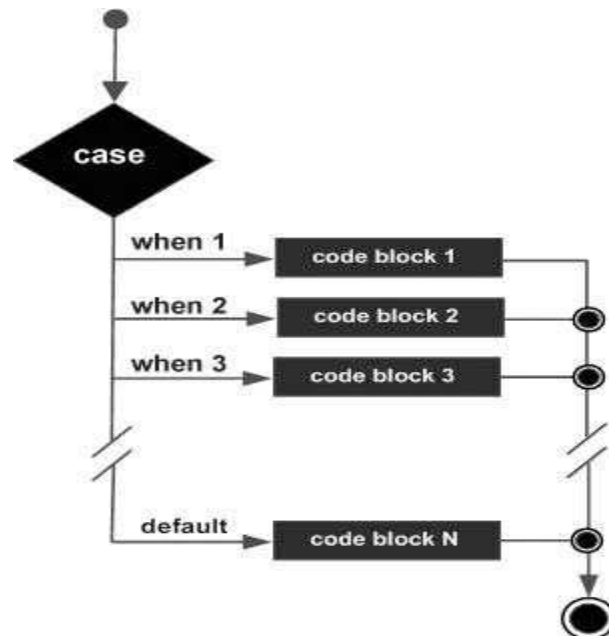 case
when 1
code block 1
when 2
code block 2
when 3
code block 3
default
code block N